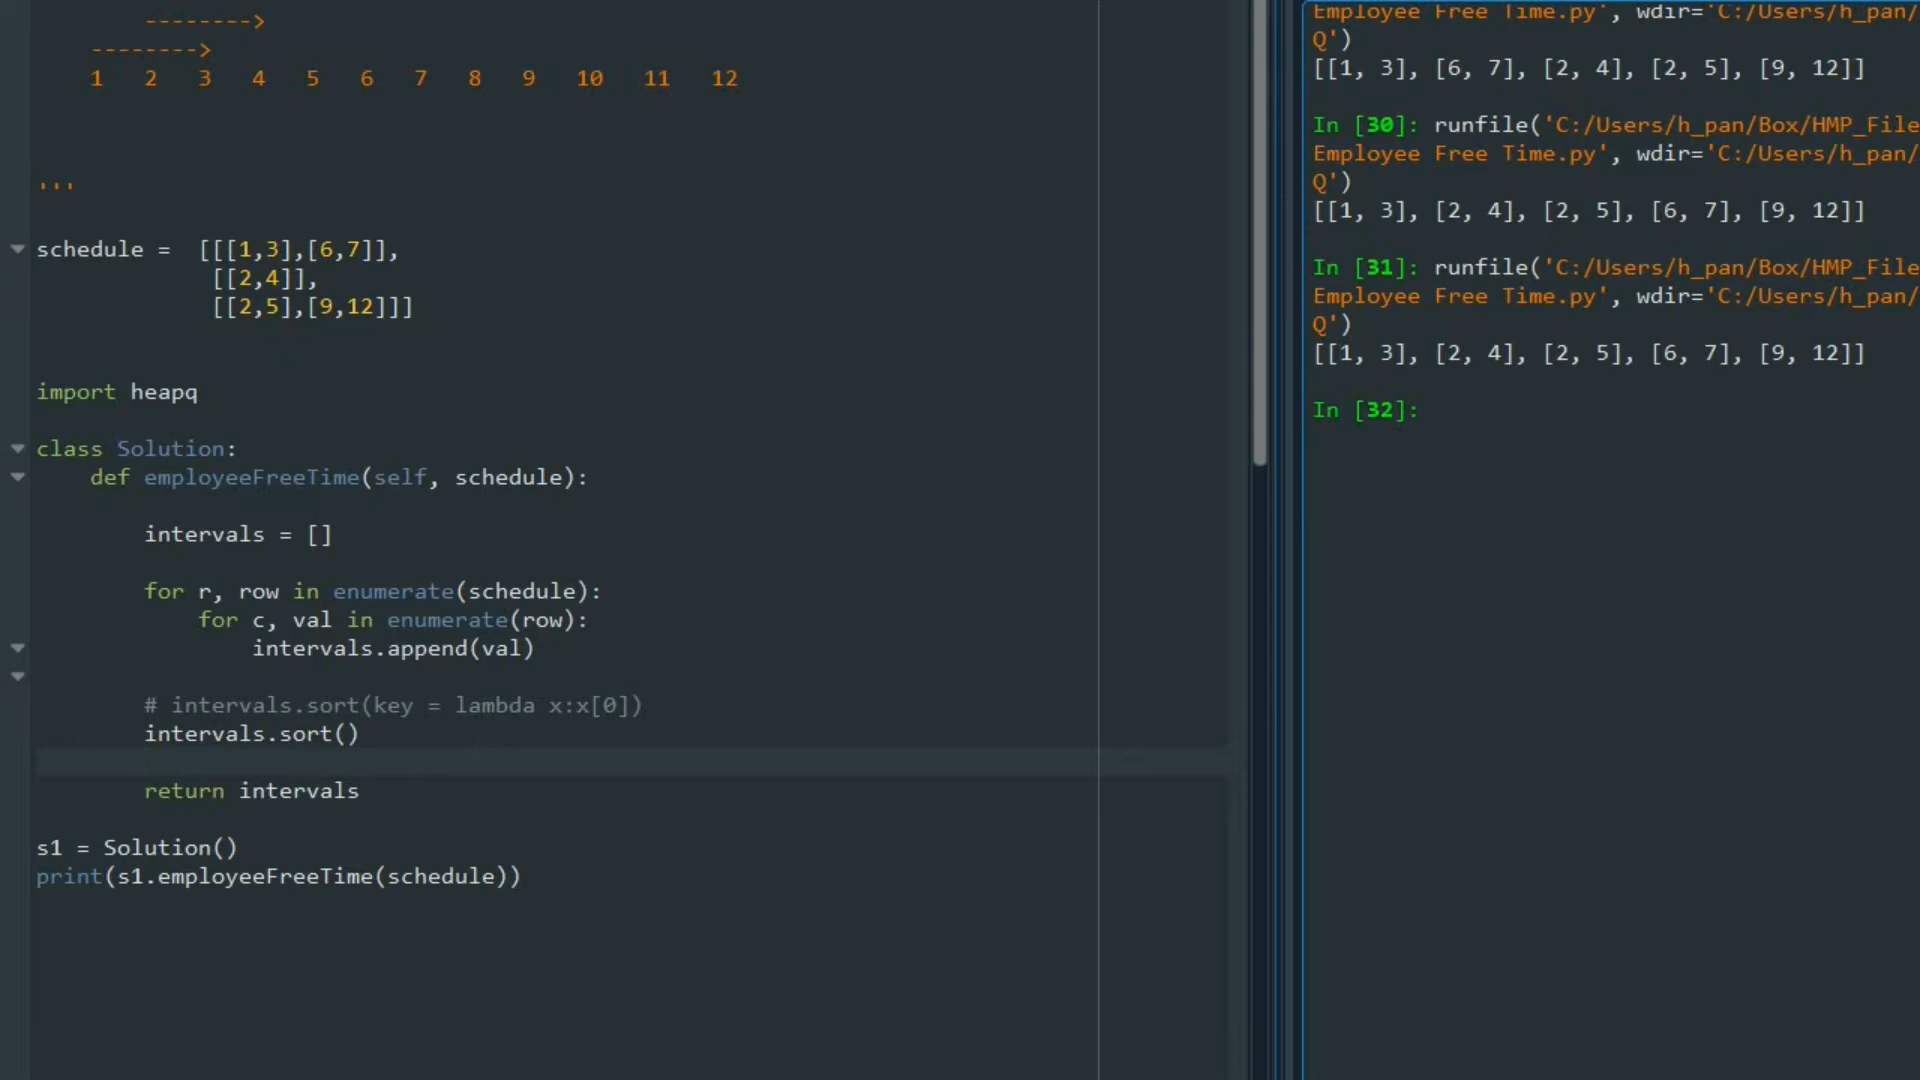 -------->
-------->
1 2 3 4 5 6 7 8 9 10 11 12
'''
schedule = [[[1,3],[6,7]],
[[2,4]],
[[2,5],[9,12]]]
import heapq
class Solution:
def employeeFreeTime(self, schedule):
intervals = []
for r, row in enumerate(schedule):
for c, val in enumerate(row):
intervals.append(val)
# intervals.sort(key = lambda x:x[0])
intervals.sort()
return intervals
s1 = Solution()
print(s1.employeeFreeTime(schedule))
Employee Free Time.py', wdir='C:/Users/h_pan/
Q')
[[1, 3], [6, 7], [2, 4], [2, 5], [9, 12]]
In [30]: runfile('C:/Users/h_pan/Box/HMP_File
Employee Free Time.py', wdir='C:/Users/h_pan/
Q')
[[1, 3], [2, 4], [2, 5], [6, 7], [9, 12]]
In [31]: runfile('C:/Users/h_pan/Box/HMP_File
Employee Free Time.py', wdir='C:/Users/h_pan/
Q')
[[1, 3], [2, 4], [2, 5], [6, 7], [9, 12]]
In [32]: